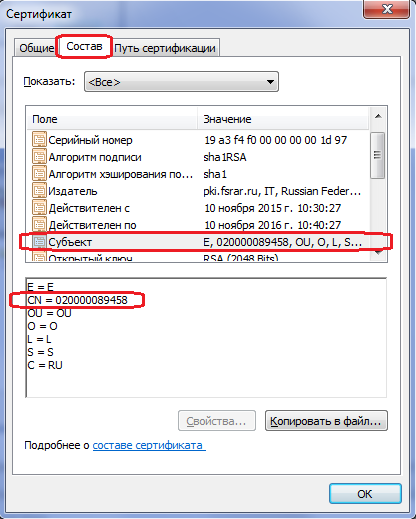 Сертификат
Общие Состав Путь сертификации
Показать: <Все>
Поле Значение
Серийный номер 19 a3 f4 f0 00 00 00 00 1d 97
Алгоритм подписи sha1RSA
Алгоритм хэширования по... sha1
Издатель pki.fsrar.ru, IT, Russian Feder...
Действителен с 10 ноября 2015 г. 10:30:27
Действителен по 10 ноября 2016 г. 10:40:27
Субъект E, 020000089458, OU, O, L, S...
Открытый ключ RSA (2048 Bits)
E = E
CN = 020000089458
OU = OU
O = O
L = L
S = S
C = RU
Свойства... Копировать в файл...
Подробнее о составе сертификата
ОК